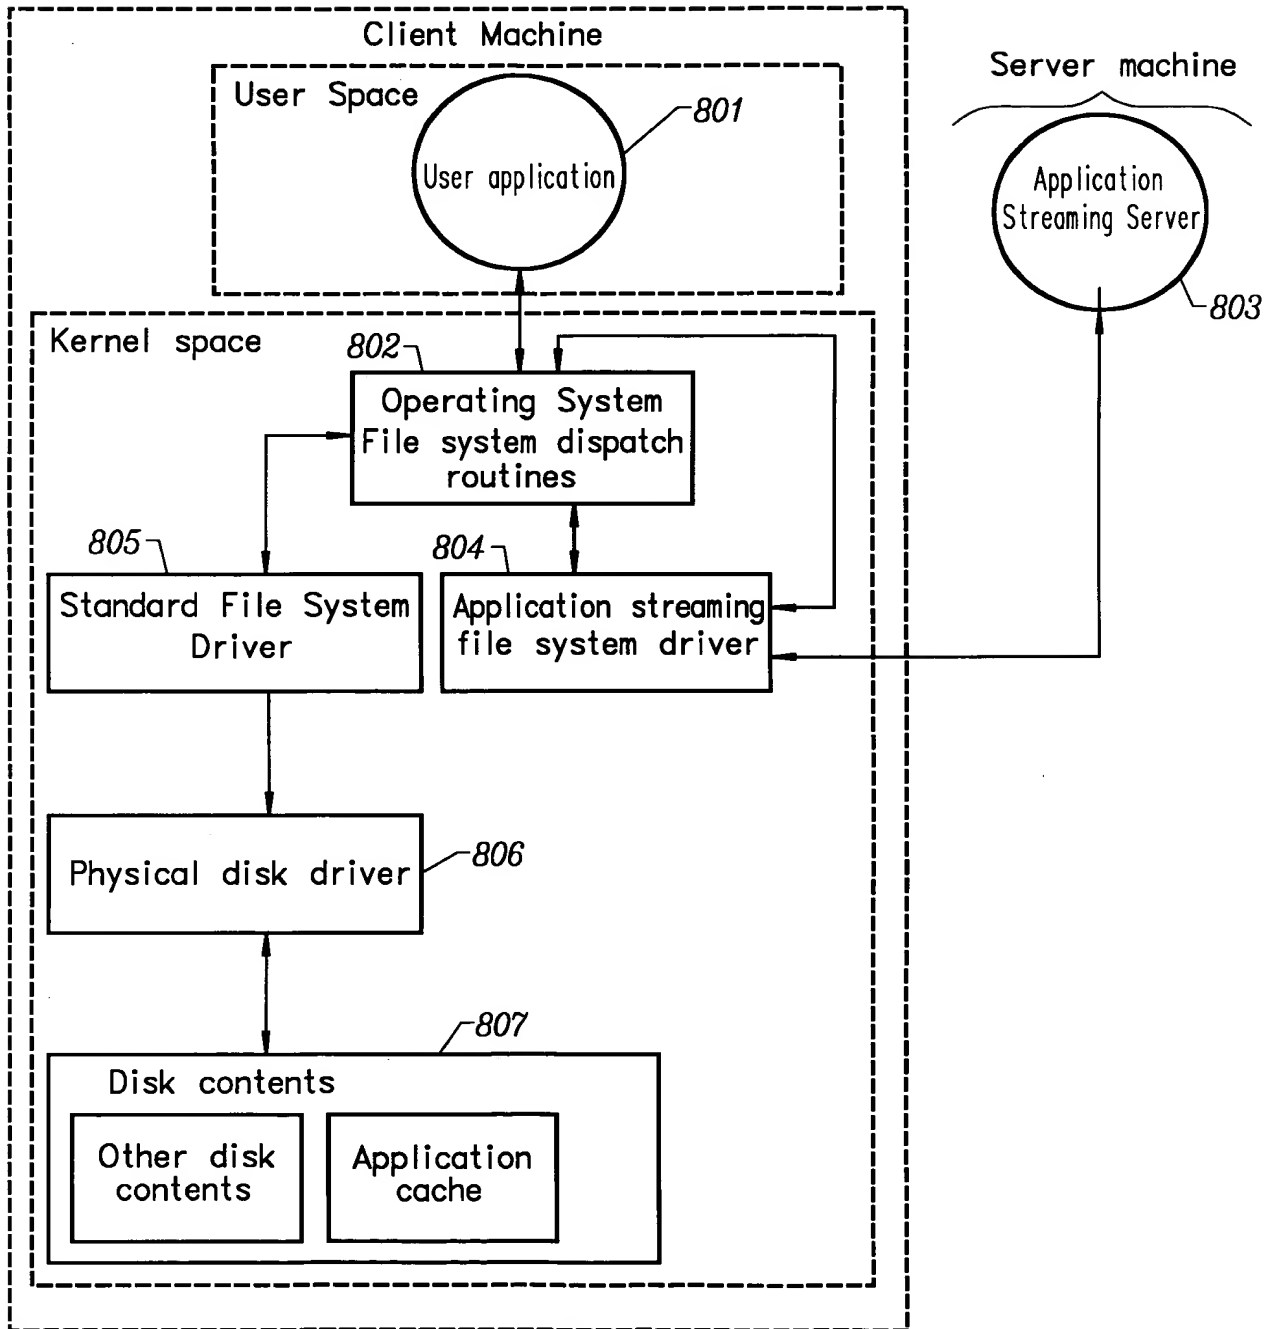 Client Machine
User Space
801
User application
Server machine
Application
Streaming Server
803
Kernel space
802
Operating System
File system dispatch
routines
805
Standard File System
Driver
804
Application streaming
file system driver
Physical disk driver
806
807
Disk contents
Other disk
contents
Application
cache